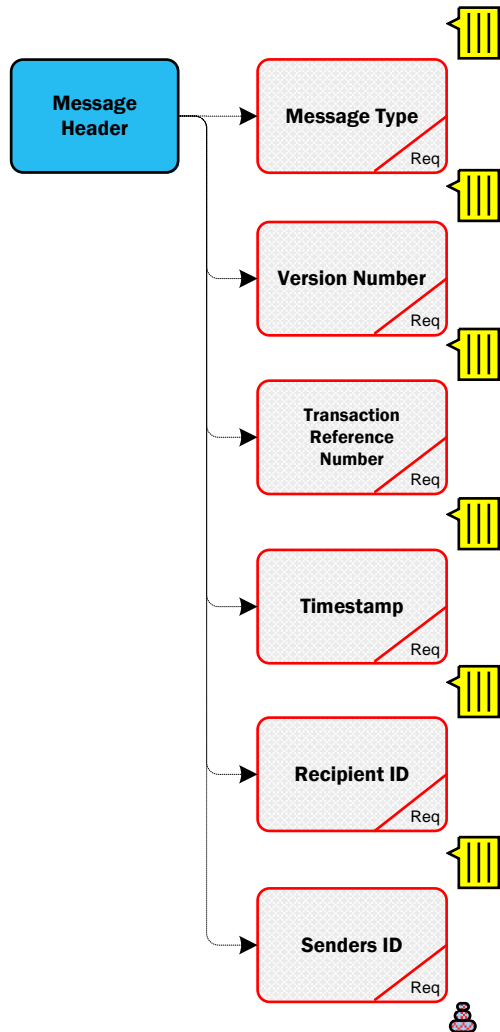 Message
Header
Message Type
Req
Version Number
Req
Transaction
Reference
Number
Req
Timestamp
Req
Recipient ID
Req
Senders ID
Req